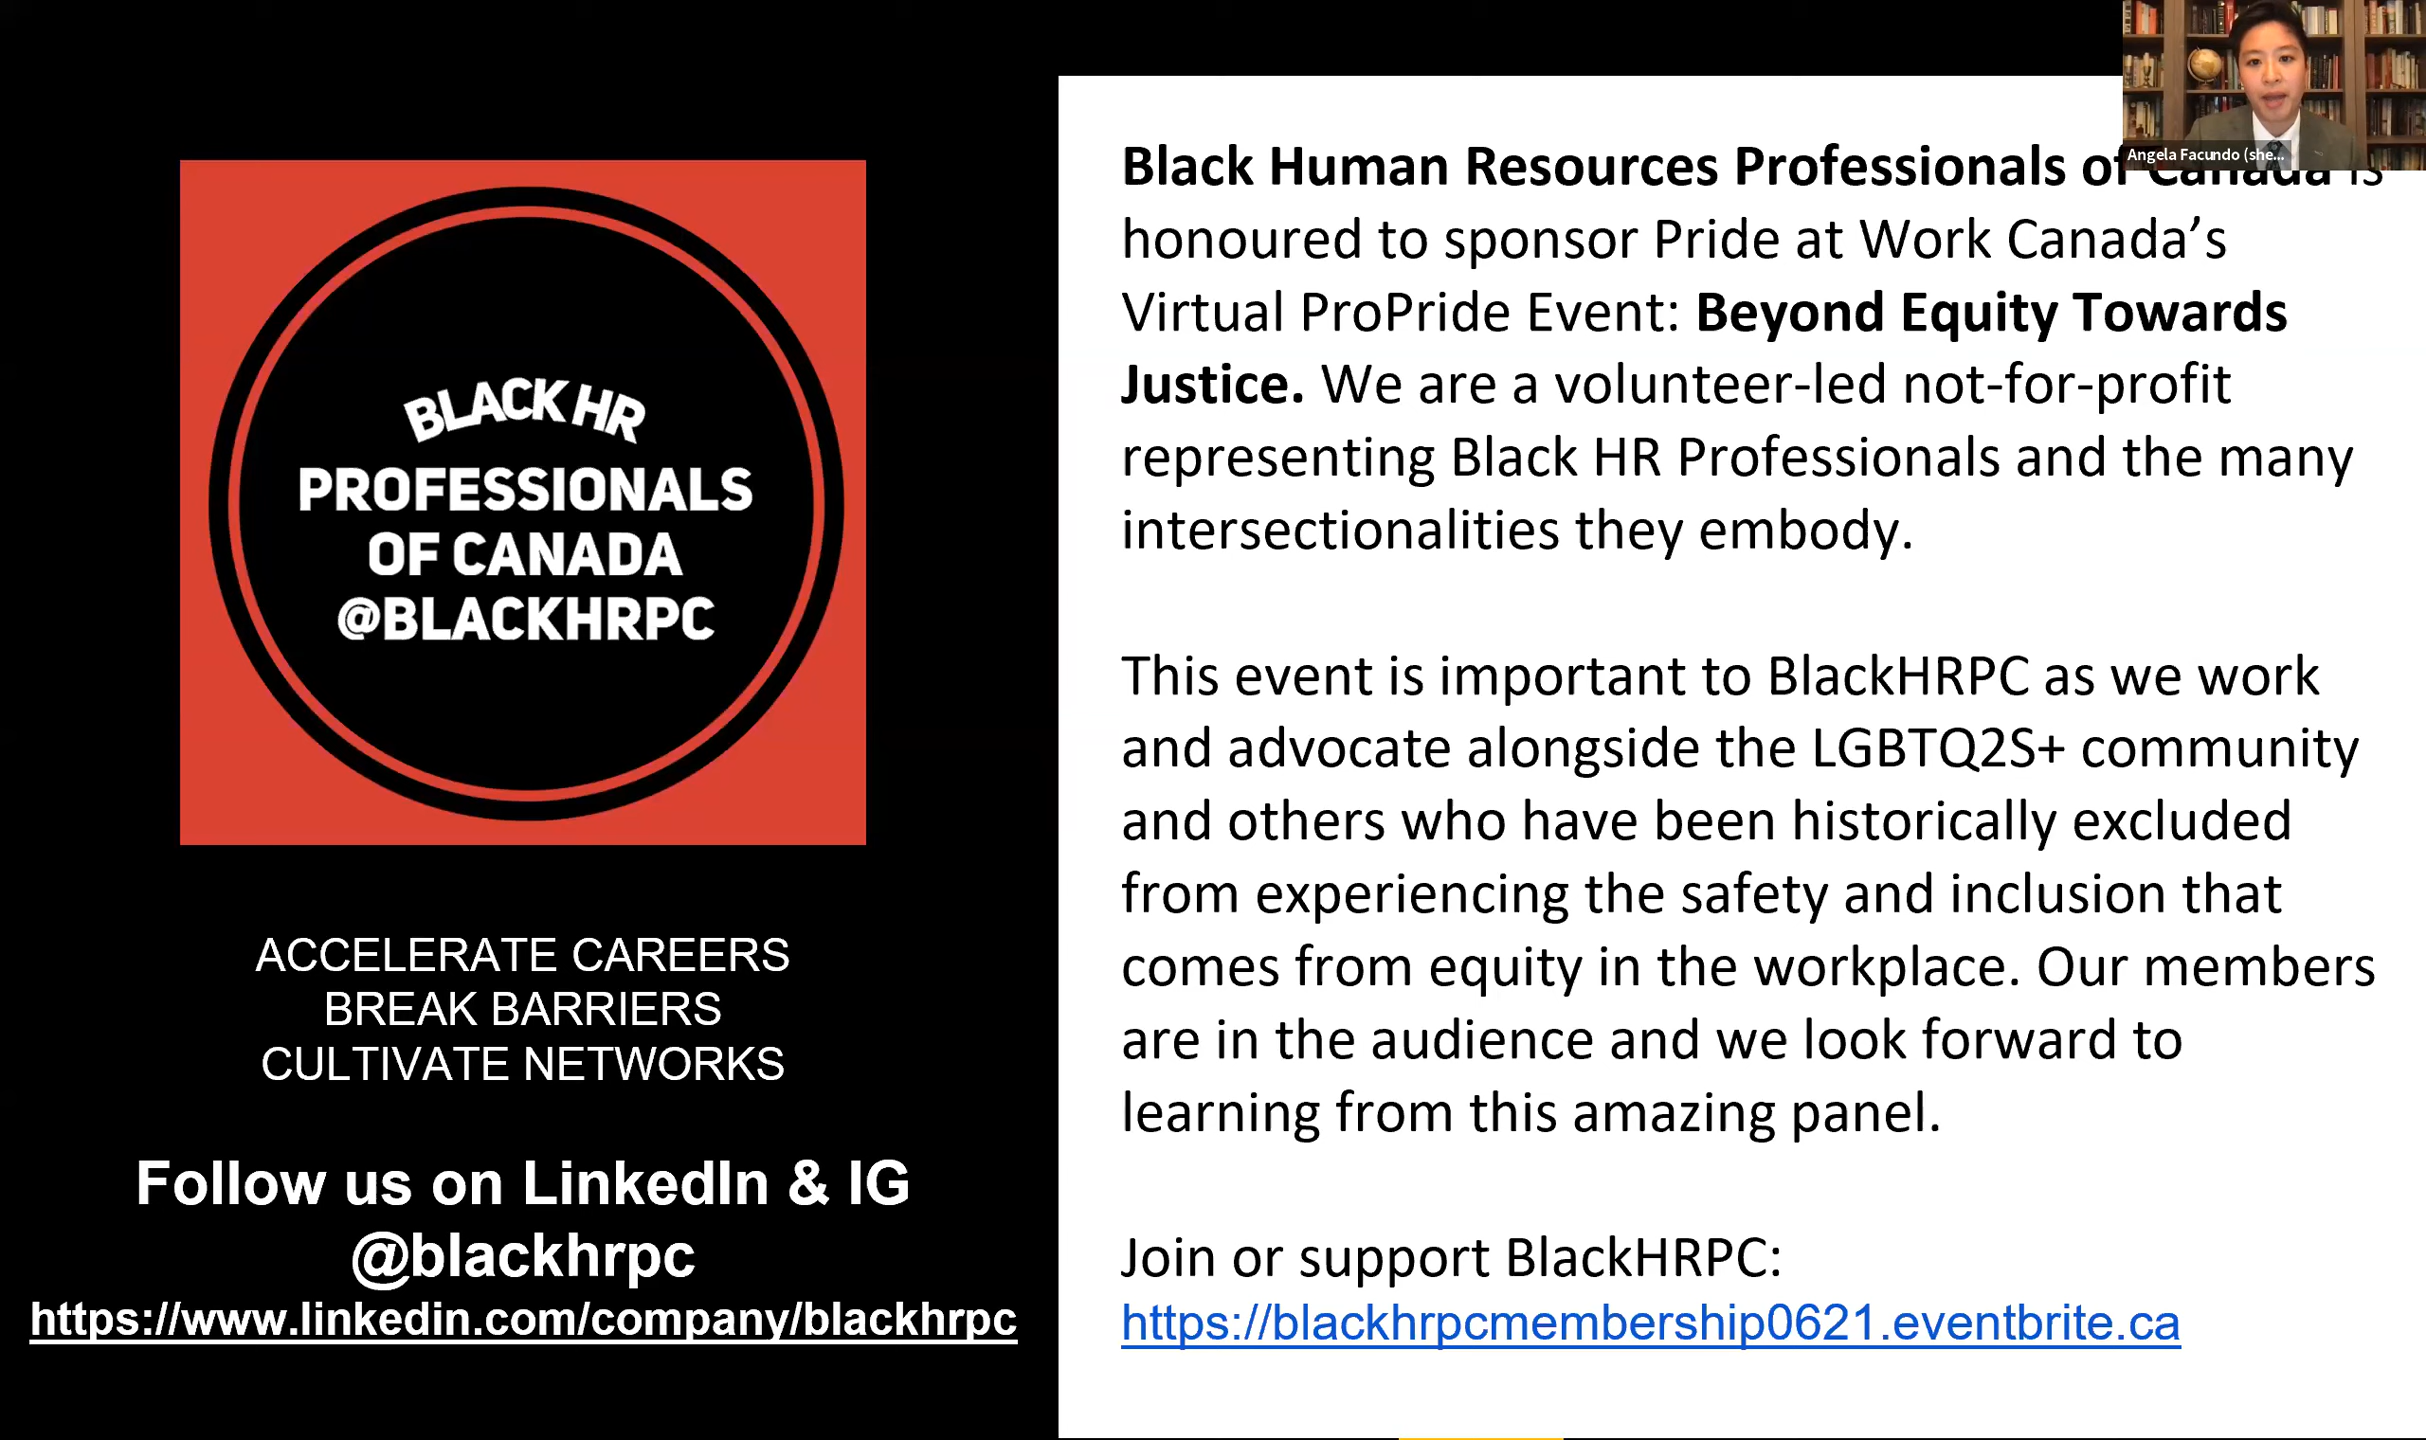 BLACK HR
PROFESSIONALS
OF CANADA
@BLACKHRPC
ACCELERATE CAREERS
BREAK BARRIERS
CULTIVATE NETWORKS
Follow us on LinkedIn & IG
@blackhrpc
https://www.linkedin.com/company/blackhrpc
Angela Facundo (she...
Black Human Resources Professionals of Canada is
honoured to sponsor Pride at Work Canada’s
Virtual ProPride Event: Beyond Equity Towards
Justice. We are a volunteer-led not-for-profit
representing Black HR Professionals and the many
intersectionalities they embody.
This event is important to BlackHRPC as we work
and advocate alongside the LGBTQ2S+ community
and others who have been historically excluded
from experiencing the safety and inclusion that
comes from equity in the workplace. Our members
are in the audience and we look forward to
learning from this amazing panel.
Join or support BlackHRPC:
https://blackhrpcmembership0621.eventbrite.ca